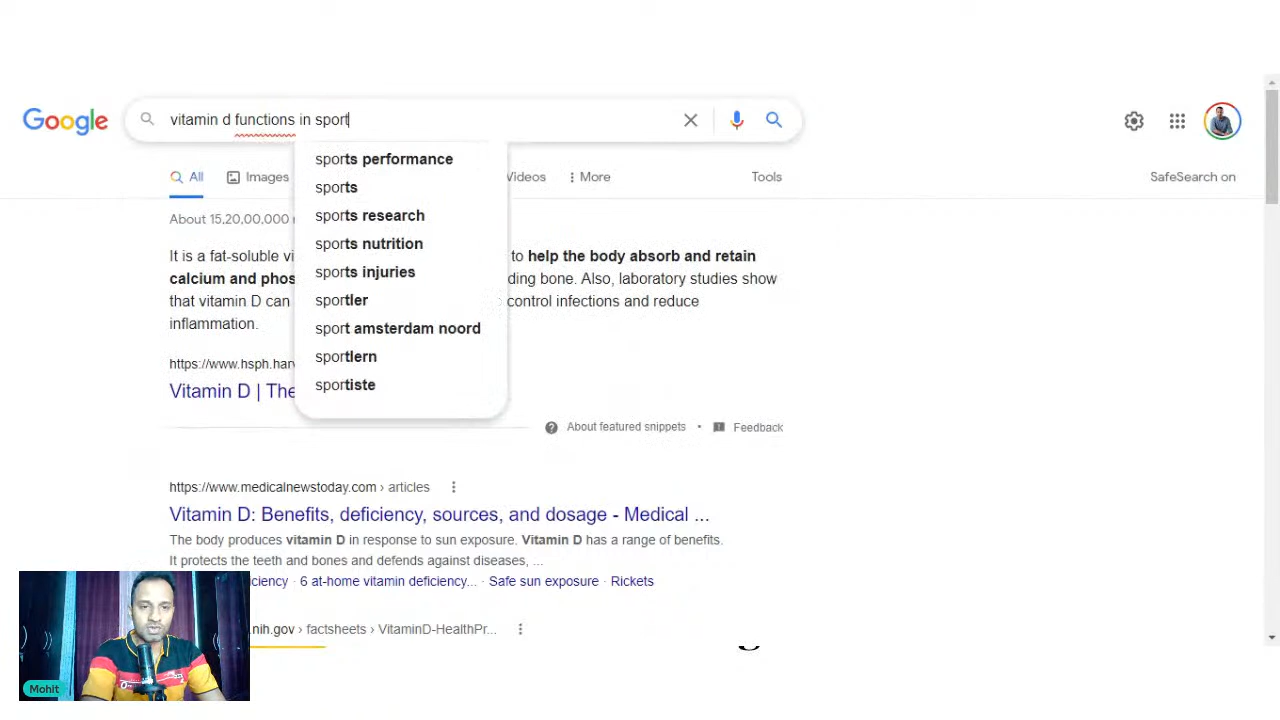 Google
vitamin d functions in sport
sports performance
sports
sports research
sports nutrition
sports injuries
sportler
sport amsterdam noord
sportlern
sportiste
All
Images
Videos
More
Tools
SafeSearch on
About 15,20,00,000
It is a fat-soluble to help the body absorb and retain
calcium and bone. Also, laboratory studies show
that vitamin D can control infections and reduce
inflammation.
https://www.hsph.har
Vitamin D | The
About featured snippets • Feedback
https://www.medicalnewstoday.com › articles
Vitamin D: Benefits, deficiency, sources, and dosage - Medical ...
The body produces vitamin D in response to sun exposure. Vitamin D has a range of benefits.
It protects the teeth and bones and defends against diseases, ...
ciency · 6 at-home vitamin deficiency... · Safe sun exposure · Rickets
.nih.gov › factsheets › VitaminD-HealthPr...
Mohit